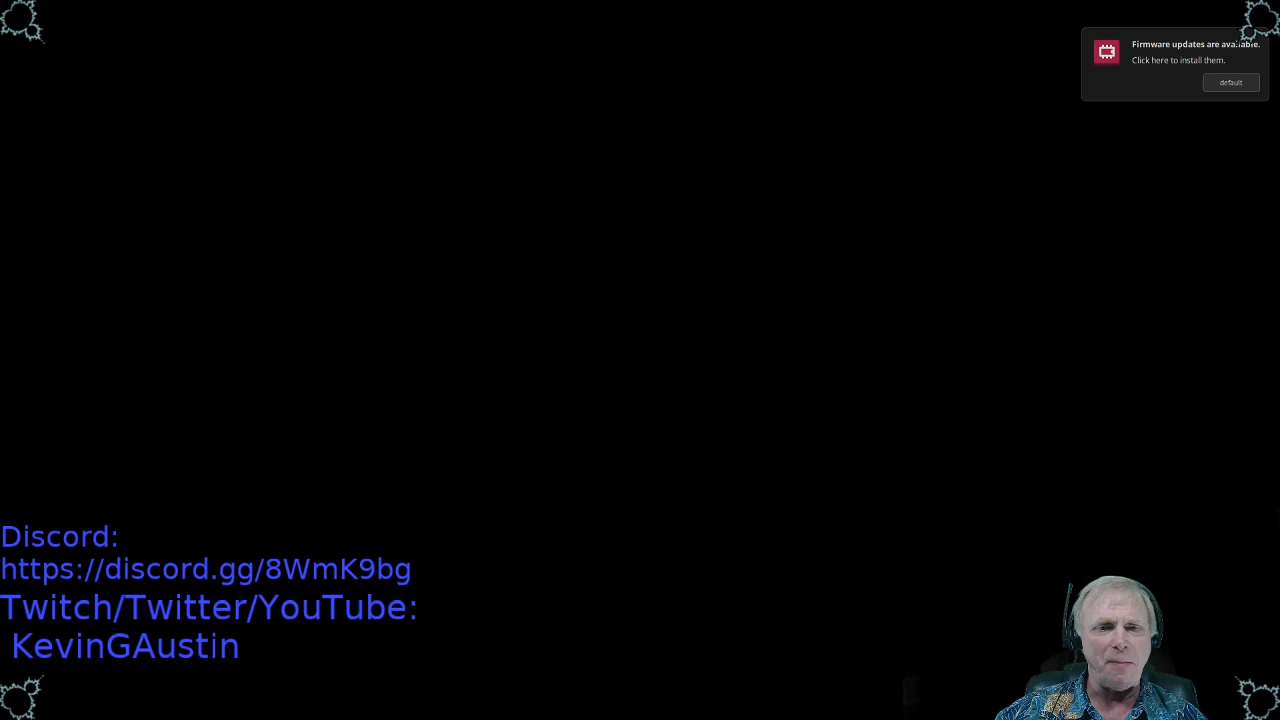 Firmware updates are available.
Click here to install them.
default
Discord:
https://discord.gg/8WmK9bg
Twitch/Twitter/YouTube:
KevinGAustin